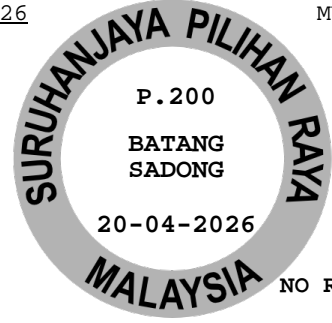 26
M
SURUHANJAYA PILIHAN RAYA
P.200
BATANG
SADONG
20-04-2026
MALAYSIA
NO R